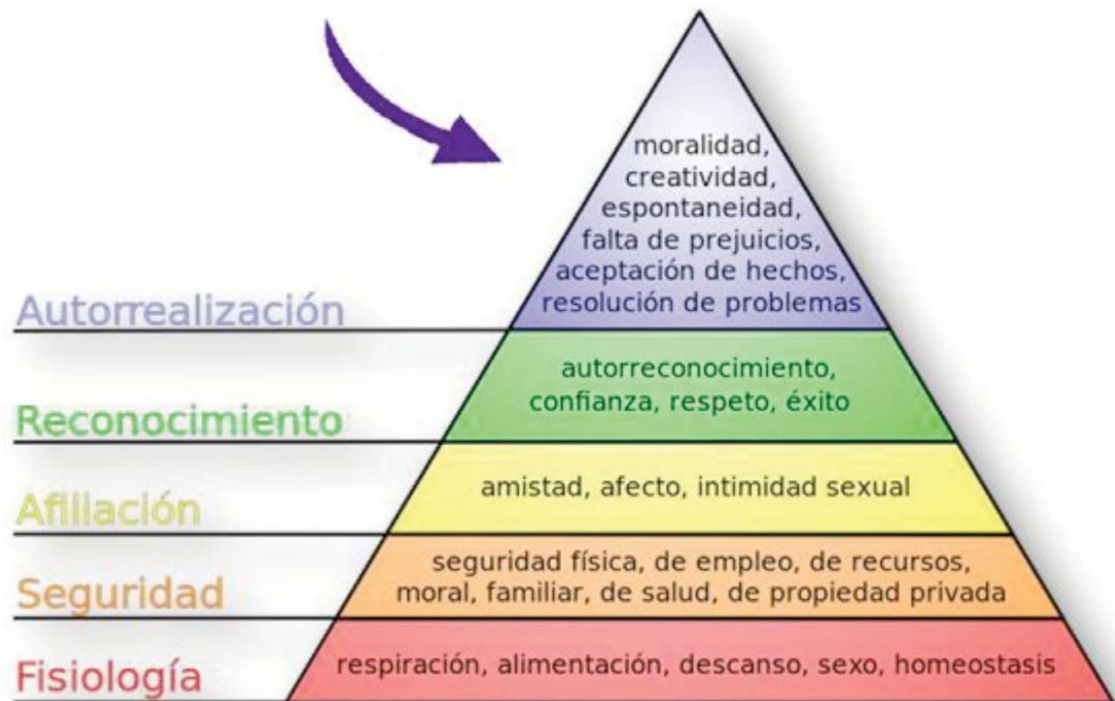 moralidad,
creatividad,
espontaneidad,
falta de prejuicios,
aceptación de hechos,
resolución de problemas
Autorrealización
autorreconocimiento,
confianza, respeto, éxito
Reconocimiento
amistad, afecto, intimidad sexual
Afiliación
seguridad física, de empleo, de recursos,
moral, familiar, de salud, de propiedad privada
Seguridad
respiración, alimentación, descanso, sexo, homeostasis
Fisiología